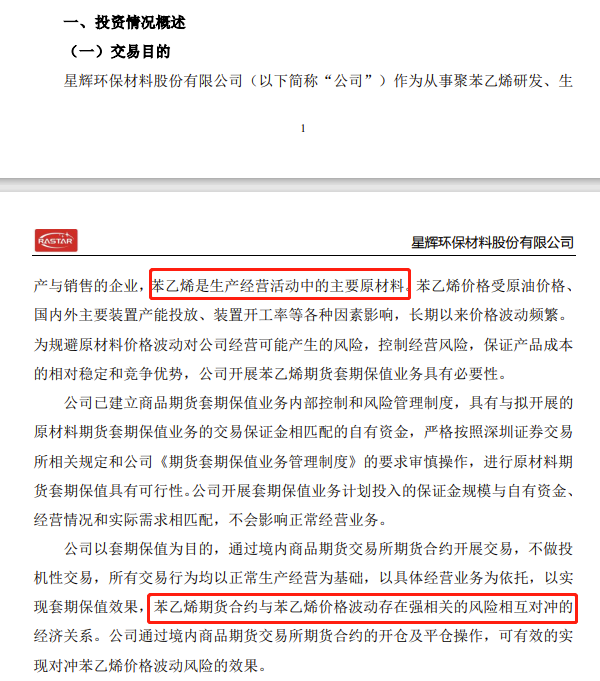 一、投资情况概述
（一）交易目的
星辉环保材料股份有限公司（以下简称“公司”）作为从事聚苯乙烯研发、生
1
RASTAR
星辉环保材料股份有限公司
产与销售的企业，苯乙烯是生产经营活动中的主要原材料。苯乙烯价格受原油价格、
国内外主要装置产能投放、装置开工率等各种因素影响，长期以来价格波动频繁。
为规避原材料价格波动对公司经营可能产生的风险，控制经营风险，保证产品成本
的相对稳定和竞争优势，公司开展苯乙烯期货套期保值业务具有必要性。
公司已建立商品期货套期保值业务内部控制和风险管理制度，具有与拟开展的
原材料期货套期保值业务的交易保证金相匹配的自有资金，严格按照深圳证券交易
所相关规定和公司《期货套期保值业务管理制度》的要求审慎操作，进行原材料期
货套期保值具有可行性。公司开展套期保值业务计划投入的保证金规模与自有资金、
经营情况和实际需求相匹配，不会影响正常经营业务。
公司以套期保值为目的，通过境内商品期货交易所期货合约开展交易，不做投
机性交易，所有交易行为均以正常生产经营为基础，以具体经营业务为依托，以实
现套期保值效果，苯乙烯期货合约与苯乙烯价格波动存在强相关的风险相互对冲的
经济关系。公司通过境内商品期货交易所期货合约的开仓及平仓操作，可有效的实
现对冲苯乙烯价格波动风险的效果。